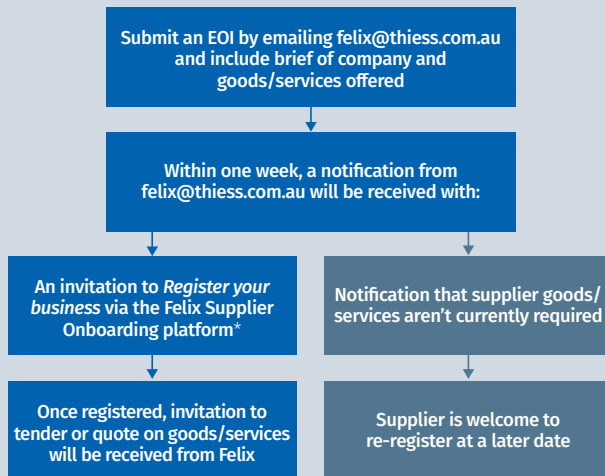 Submit an EOI by emailing felix@thiess.com.au
and include brief of company and
goods/services offered
Within one week, a notification from
felix@thiess.com.au will be received with:
An invitation to Register your
business via the Felix Supplier
Onboarding platform*
Notification that supplier goods/
services aren't currently required
Once registered, invitation to
tender or quote on goods/services
will be received from Felix
Supplier is welcome to
re-register at a later date